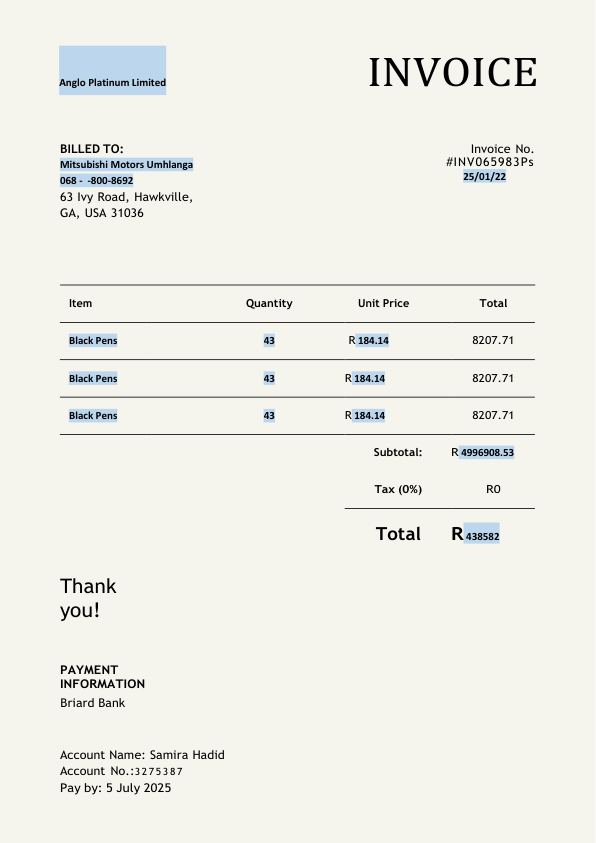 Anglo Platinum Limited
INVOICE
BILLED TO:
Mitsubishi Motors Umhlanga
068 - -800-8692
63 Ivy Road, Hawkville,
GA, USA 31036
Invoice No.
#INV065983Ps
25/01/22
Item Quantity Unit Price Total
Black Pens 43 R 184.14 8207.71
Black Pens 43 R 184.14 8207.71
Black Pens 43 R 184.14 8207.71
Subtotal: R 4996908.53
Tax (0%) R0
Total R 438582
Thank
you!
PAYMENT
INFORMATION
Briard Bank
Account Name: Samira Hadid
Account No.:3275387
Pay by: 5 July 2025